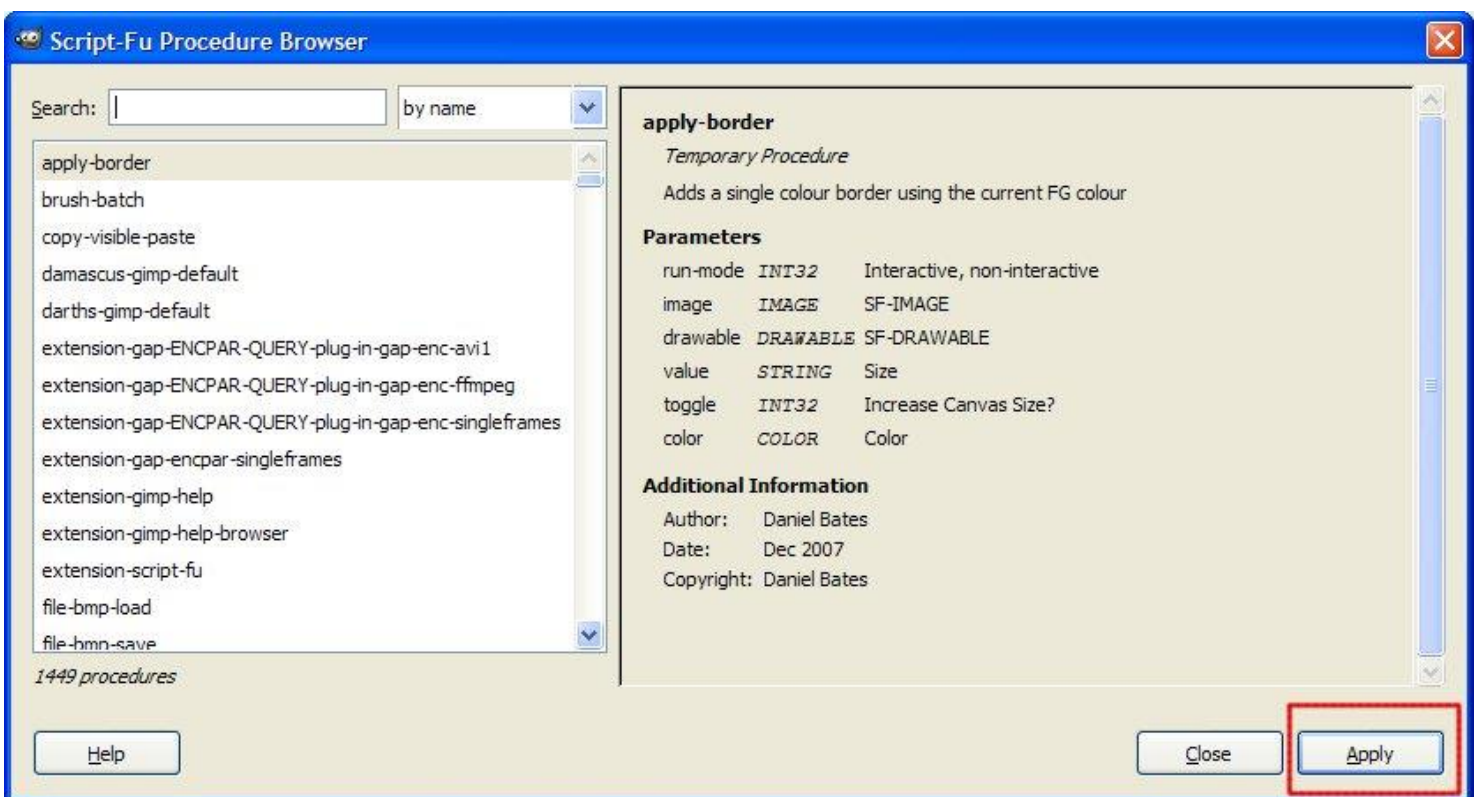 Script-Fu Procedure Browser
Search: by name
apply-border
brush-batch
copy-visible-paste
damascus-gimp-default
darths-gimp-default
extension-gap-ENCPAR-QUERY-plug-in-gap-enc-avi1
extension-gap-ENCPAR-QUERY-plug-in-gap-enc-ffmpeg
extension-gap-ENCPAR-QUERY-plug-in-gap-enc-singleframes
extension-gap-encpar-singleframes
extension-gimp-help
extension-gimp-help-browser
extension-script-fu
file-bmp-load
file-bmp-save
1449 procedures
apply-border
Temporary Procedure
Adds a single colour border using the current FG colour
Parameters
run-mode INT32 Interactive, non-interactive
image IMAGE SF-IMAGE
drawable DRAWABLE SF-DRAWABLE
value STRING Size
toggle INT32 Increase Canvas Size?
color COLOR Color
Additional Information
Author: Daniel Bates
Date: Dec 2007
Copyright: Daniel Bates
Help Close Apply